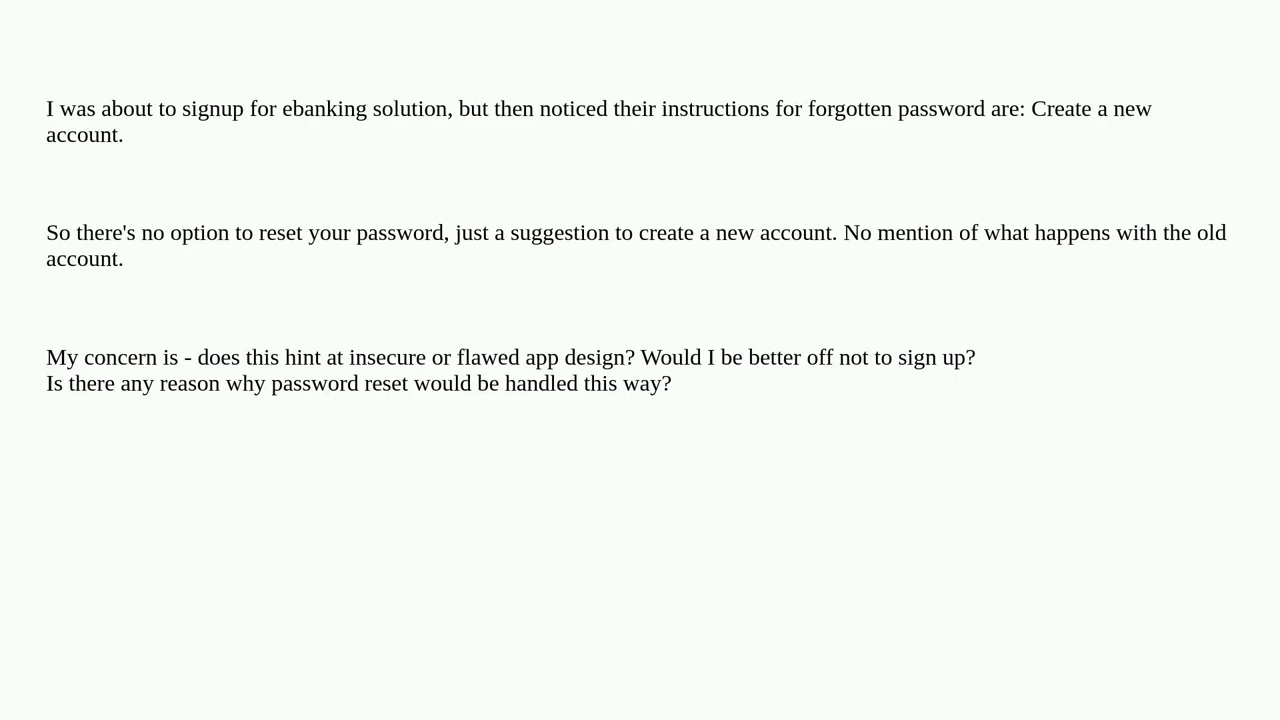 I was about to signup for ebanking solution, but then noticed their instructions for forgotten password are: Create a new
account.
So there's no option to reset your password, just a suggestion to create a new account. No mention of what happens with the old
account.
My concern is - does this hint at insecure or flawed app design? Would I be better off not to sign up?
Is there any reason why password reset would be handled this way?